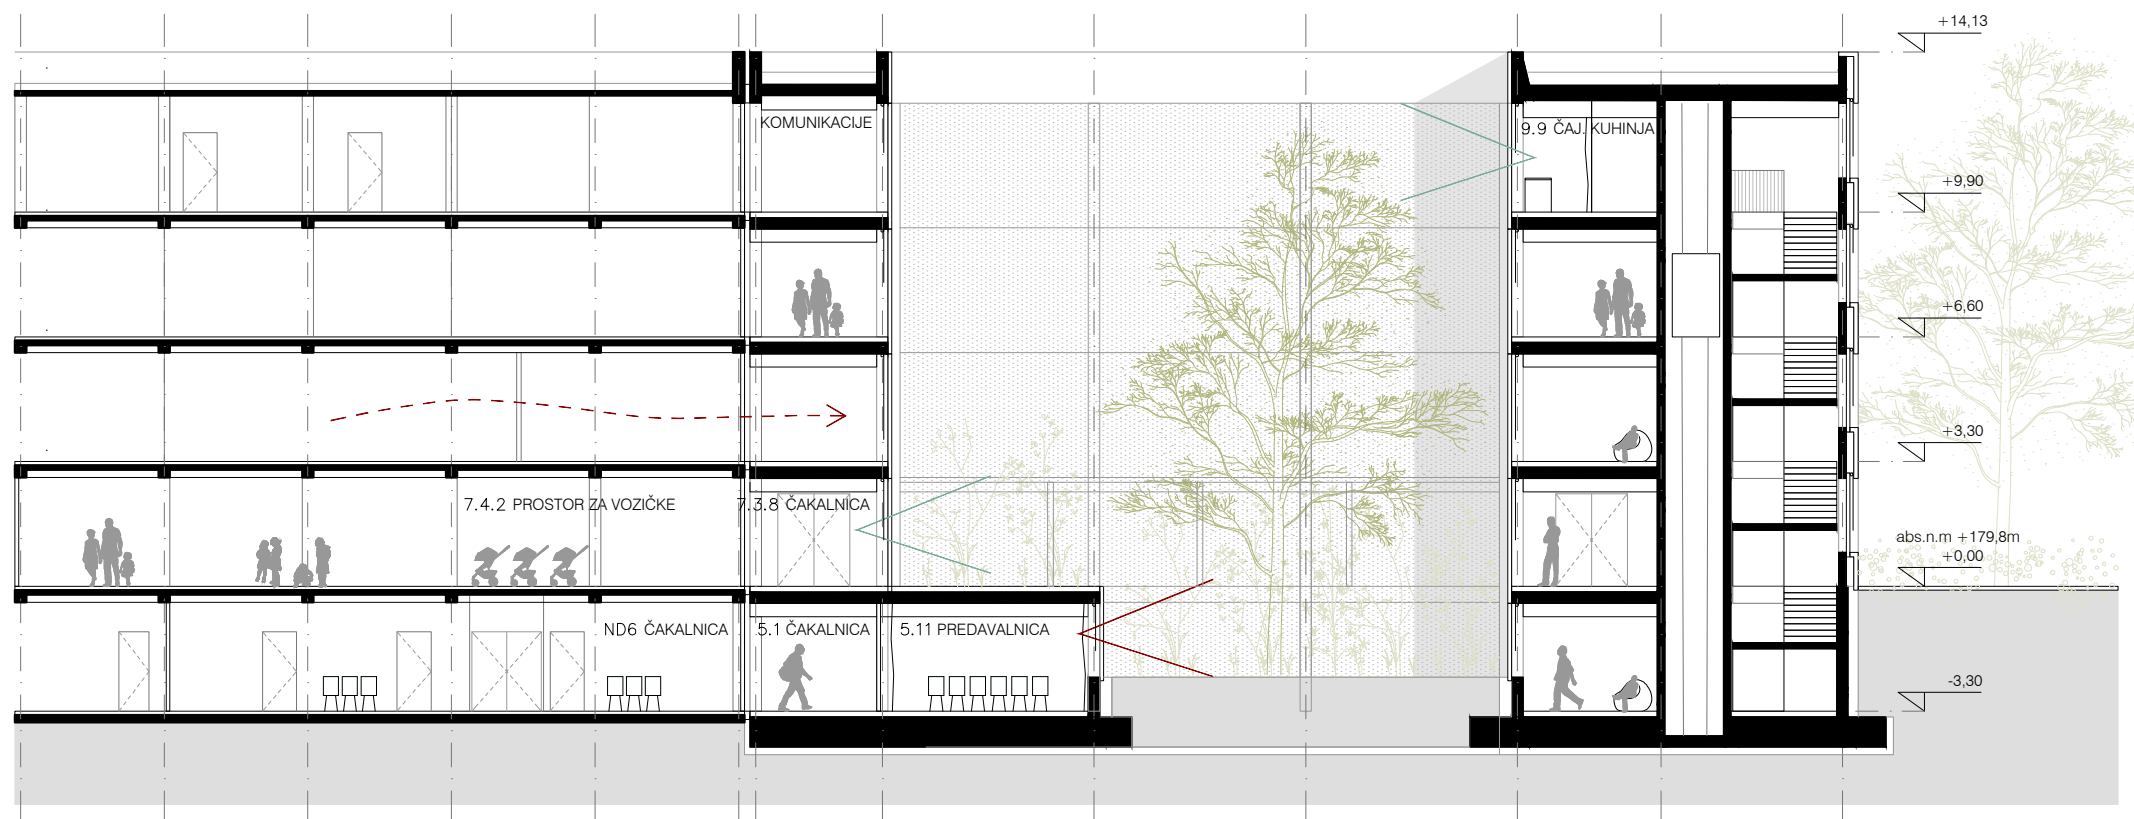 +14,13
KOMUNIKACIJE
9.9 ČAJ. KUHINJA
+9,90
+6,60
+3,30
7.4.2 PROSTOR ZA VOZIČKE
7.3.8 ČAKALNICA
abs.n.m +179,8m
+0,00
ND6 ČAKALNICA
5.1 ČAKALNICA
5.11 PREDAVALNICA
-3,30